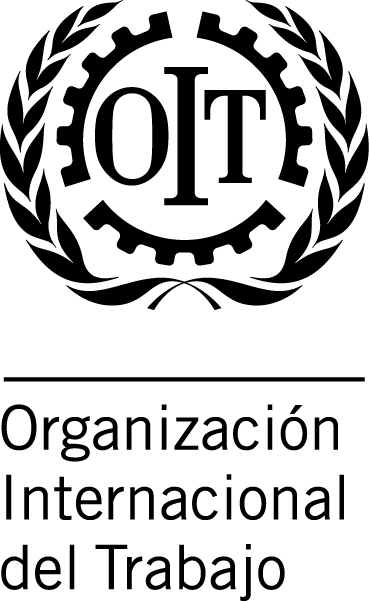 OIT
Organización
Internacional
del Trabajo